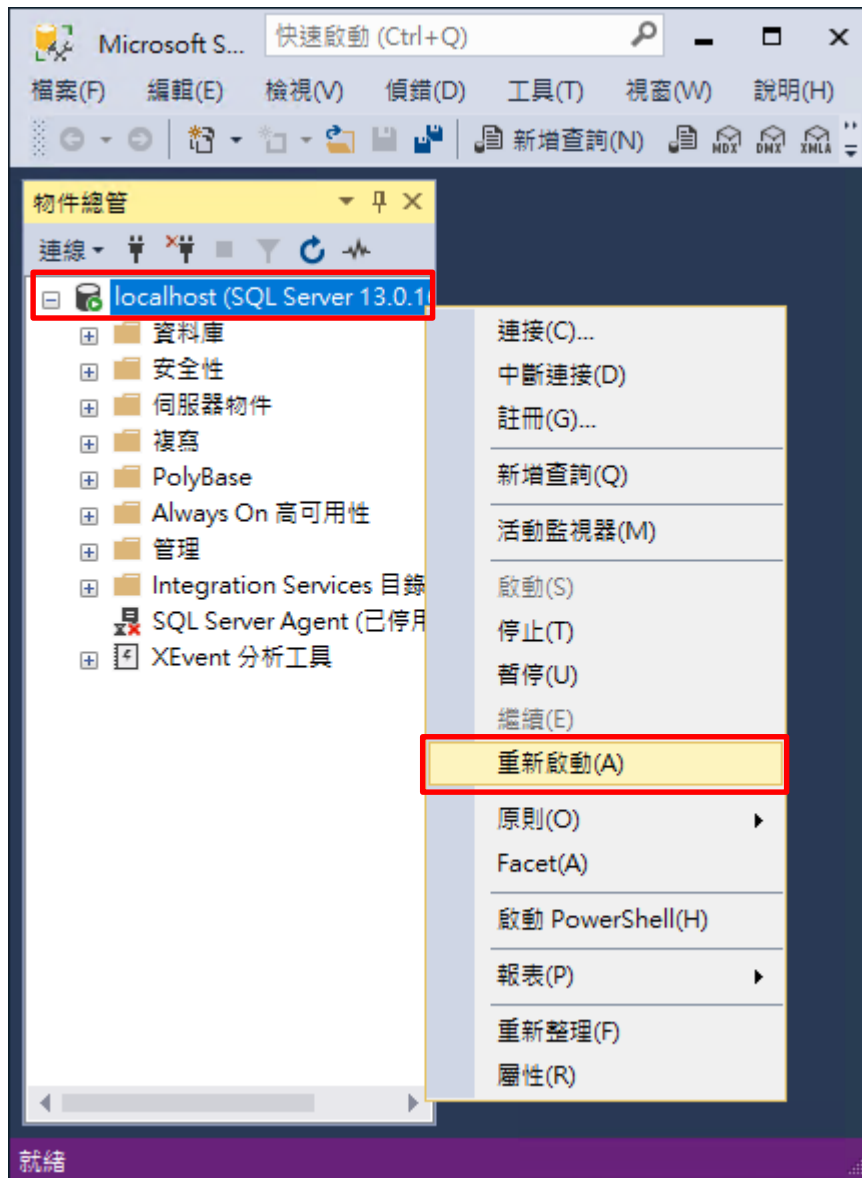 Microsoft S...
快速啟動 (Ctrl+Q)
檔案(F) 編輯(E) 檢視(V) 偵錯(D) 工具(T) 視窗(W) 說明(H)
新增查詢(N) MDX DMX XMLA
物件總管
連線
localhost (SQL Server 13.0.1
資料庫
安全性
伺服器物件
複寫
PolyBase
Always On 高可用性
管理
Integration Services 目錄
SQL Server Agent (已停用
XEvent 分析工具
連接(C)...
中斷連接(D)
註冊(G)...
新增查詢(Q)
活動監視器(M)
啟動(S)
停止(T)
暫停(U)
繼續(E)
重新啟動(A)
原則(O)
Facet(A)
啟動 PowerShell(H)
報表(P)
重新整理(F)
屬性(R)
就緒